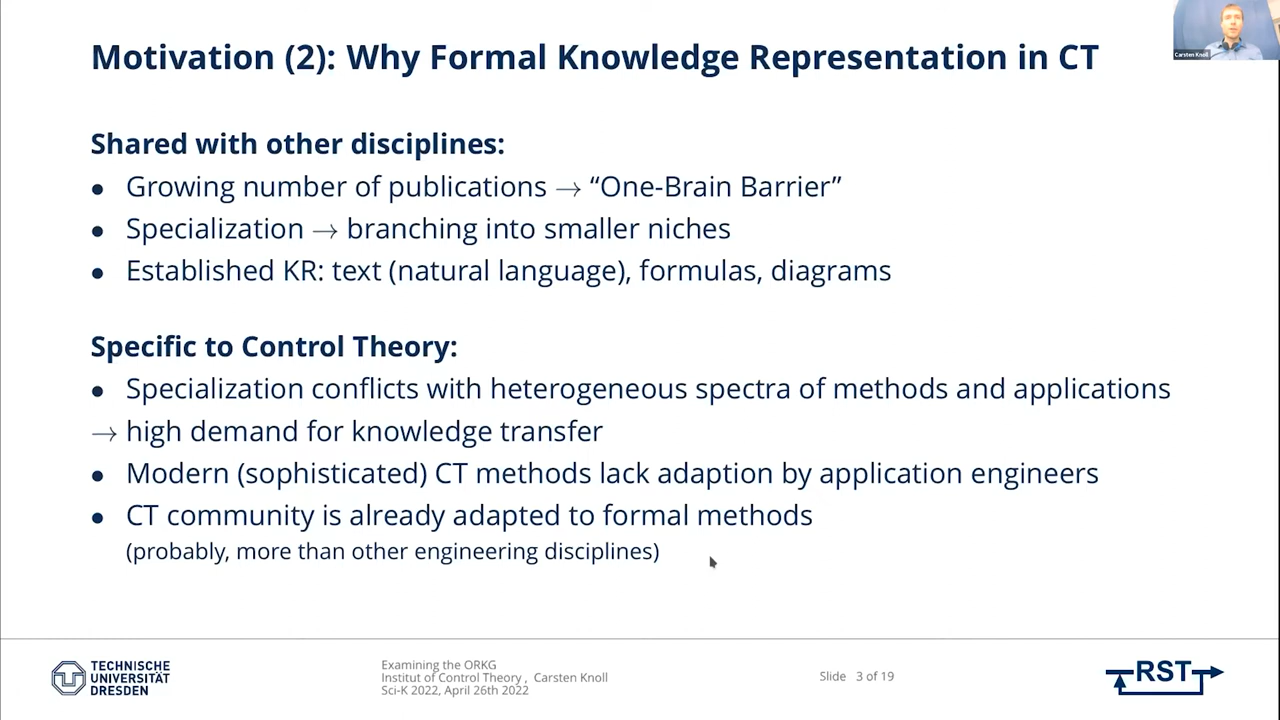 Motivation (2): Why Formal Knowledge Representation in CT
Carsten Knoll
Shared with other disciplines:
• Growing number of publications → “One-Brain Barrier”
• Specialization → branching into smaller niches
• Established KR: text (natural language), formulas, diagrams
Specific to Control Theory:
• Specialization conflicts with heterogeneous spectra of methods and applications
→ high demand for knowledge transfer
• Modern (sophisticated) CT methods lack adaption by application engineers
• CT community is already adapted to formal methods
(probably, more than other engineering disciplines)
TECHNISCHE
UNIVERSITÄT
DRESDEN
Examining the ORKG
Institut of Control Theory , Carsten Knoll
Sci-K 2022, April 26th 2022
Slide 3 of 19
RST